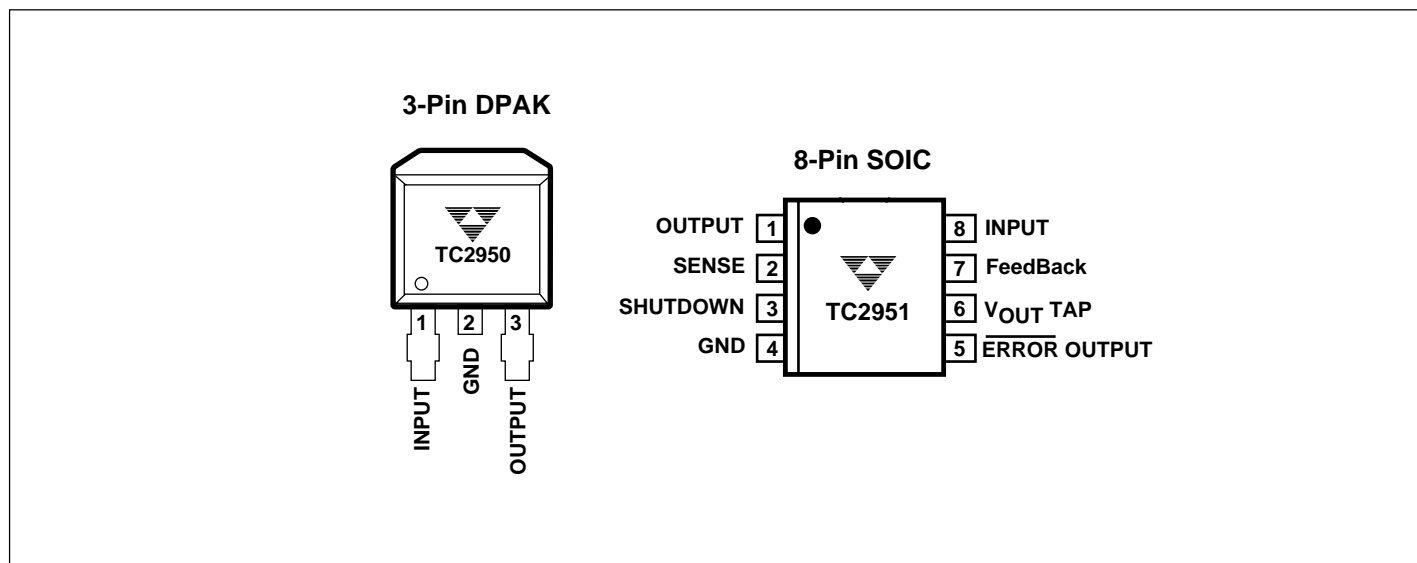 3-Pin DPAK
TC2950
1 2 3
INPUT
GND
OUTPUT
8-Pin SOIC
OUTPUT 1
SENSE 2
SHUTDOWN 3
GND 4
TC2951
8 INPUT
7 FeedBack
6 VOUT TAP
5 ERROR OUTPUT